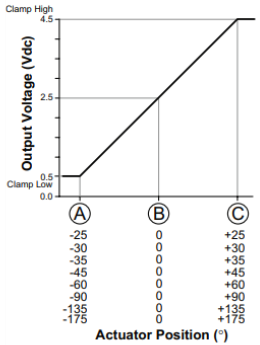 Clamp High
4.5
Output Voltage (Vdc)
2.5
0.5
Clamp Low
0.0
A B C
-25 0 +25
-30 0 +30
-35 0 +35
-45 0 +45
-60 0 +60
-90 0 +90
-135 0 +135
-175 0 +175
Actuator Position (°)